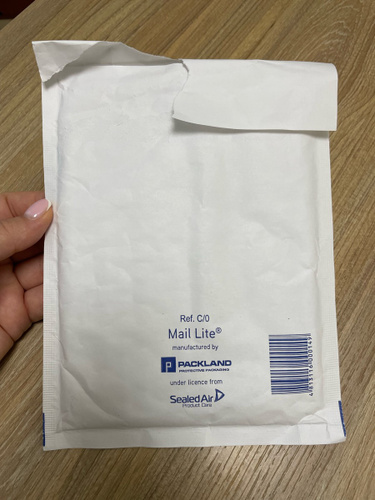 Ref. C/0
Mail Lite®
manufactured by
PACKLAND
PROTECTIVE PACKAGING
under licence from
Sealed Air
Product Care